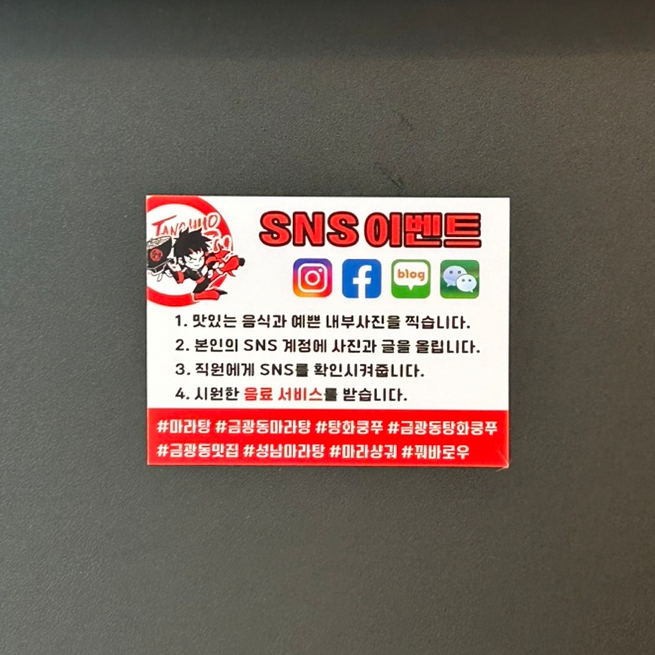 SNS 이벤트
blog
1. 맛있는 음식과 예쁜 내부사진을 찍습니다.
2. 본인의 SNS 계정에 사진과 글을 올립니다.
3. 직원에게 SNS를 확인시켜줍니다.
4. 시원한 음료 서비스를 받습니다.
#마라탕 #금광동마라탕 #탕화쿵푸 #금광동탕화쿵푸
#금광동맛집 #성남마라탕 #마라샹궈 #꿔바로우